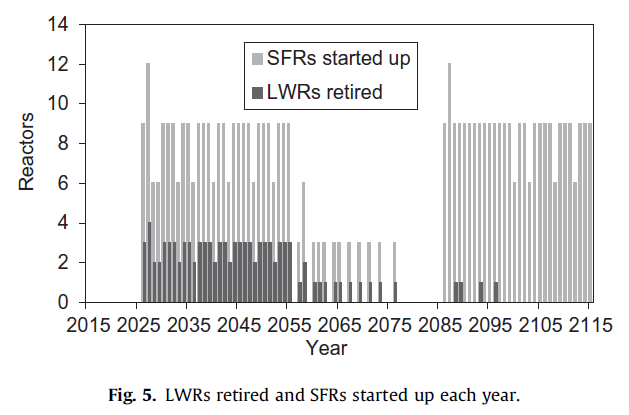 14
12
10
8
6
4
2
0
Reactors
SFRs started up
LWRs retired
2015 2025 2035 2045 2055 2065 2075 2085 2095 2105 2115
Year
Fig. 5. LWRs retired and SFRs started up each year.